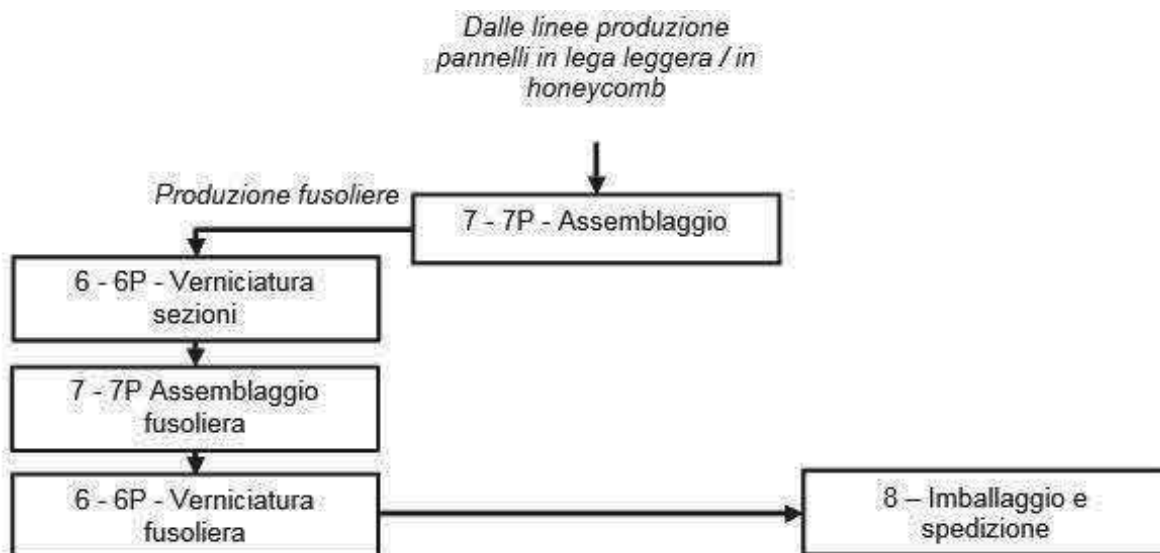 Dalle linee produzione
pannelli in lega leggera / in
honeycomb
Produzione fusoliere
7 - 7P - Assemblaggio
6 - 6P - Verniciatura
sezioni
7 - 7P Assemblaggio
fusoliera
6 - 6P - Verniciatura
fusoliera
8 – Imballaggio e
spedizione